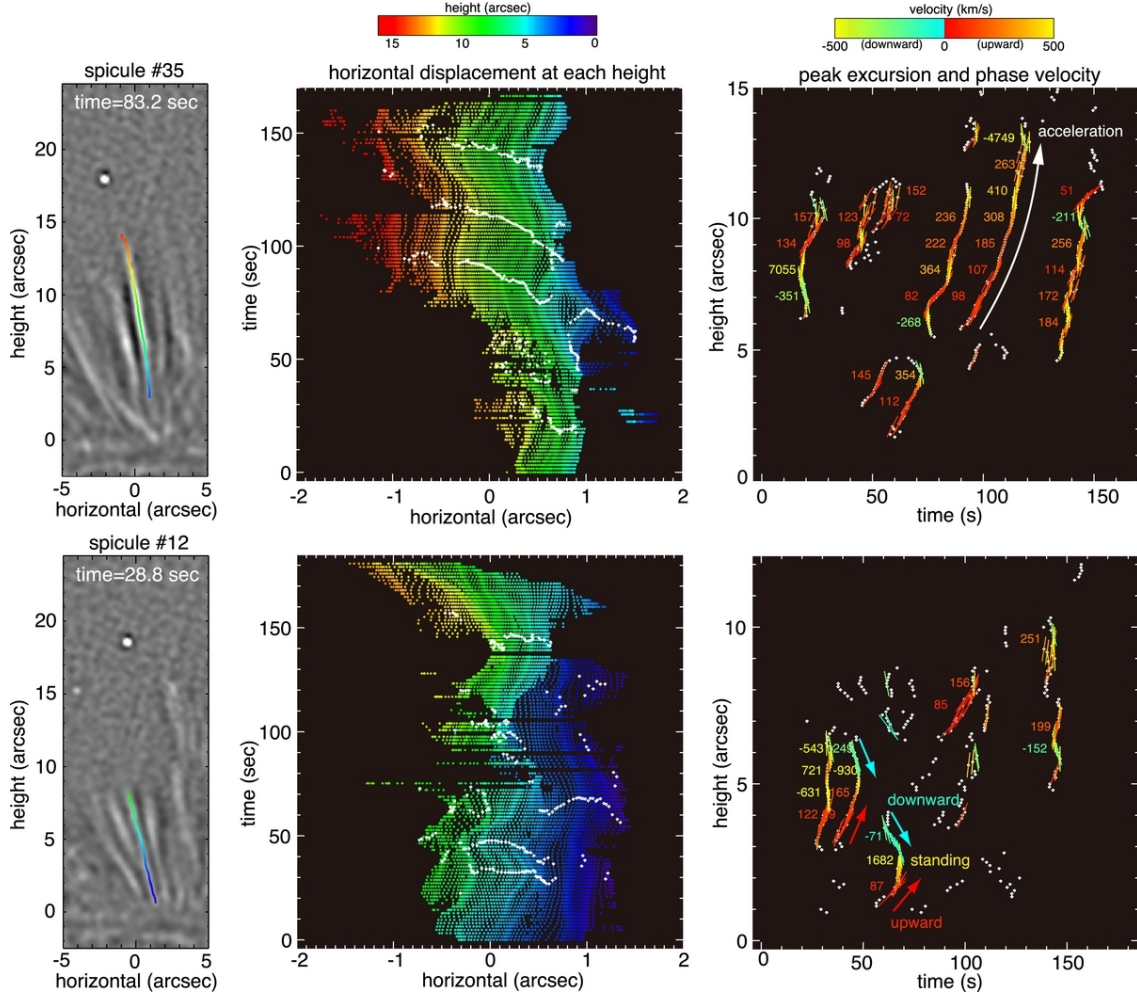 height (arcsec)
15 10 5 0
velocity (km/s)
-500 (downward) 0 (upward) 500
spicule #35
time=83.2 sec
20
15
10
5
0
-5 0 5
height (arcsec)
horizontal (arcsec)
horizontal displacement at each height
150
100
50
0
-2 -1 0 1 2
time (sec)
horizontal (arcsec)
peak excursion and phase velocity
15
10
5
0
0 50 100 150
height (arcsec)
time (s)
-4749
acceleration
263
152
410
51
157
123
72
236
308
-211
134
98
222
185
256
7055
364
107
114
-351
82
98
172
-268
184
145
354
112
spicule #12
time=28.8 sec
20
15
10
5
0
-5 0 5
height (arcsec)
horizontal (arcsec)
150
100
50
0
-2 -1 0 1 2
time (sec)
horizontal (arcsec)
10
5
0
0 50 100 150
height (arcsec)
time (s)
251
156
85
199
-543
249
-152
721
-930
-631
165
downward
122
9
-71
1682
standing
87
upward